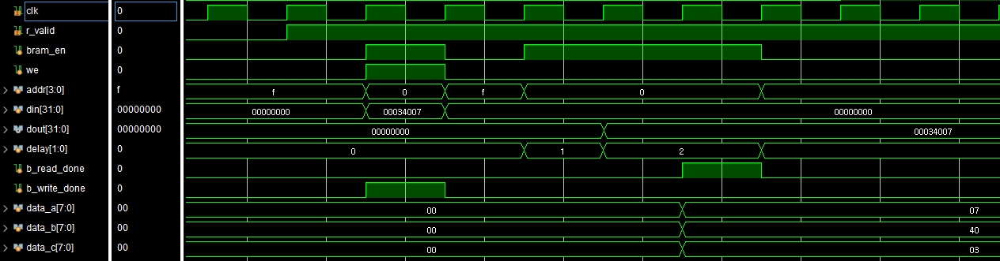 clk 0
r_valid 0
bram_en 0
we 0
addr[3:0] f f 0 f 0
din[31:0] 00000000 00000000 00034007 00000000
dout[31:0] 00000000 00000000 00034007
delay[1:0] 0 0 1 2
b_read_done 0
b_write_done 0
data_a[7:0] 00 00 07
data_b[7:0] 00 00 40
data_c[7:0] 00 00 03